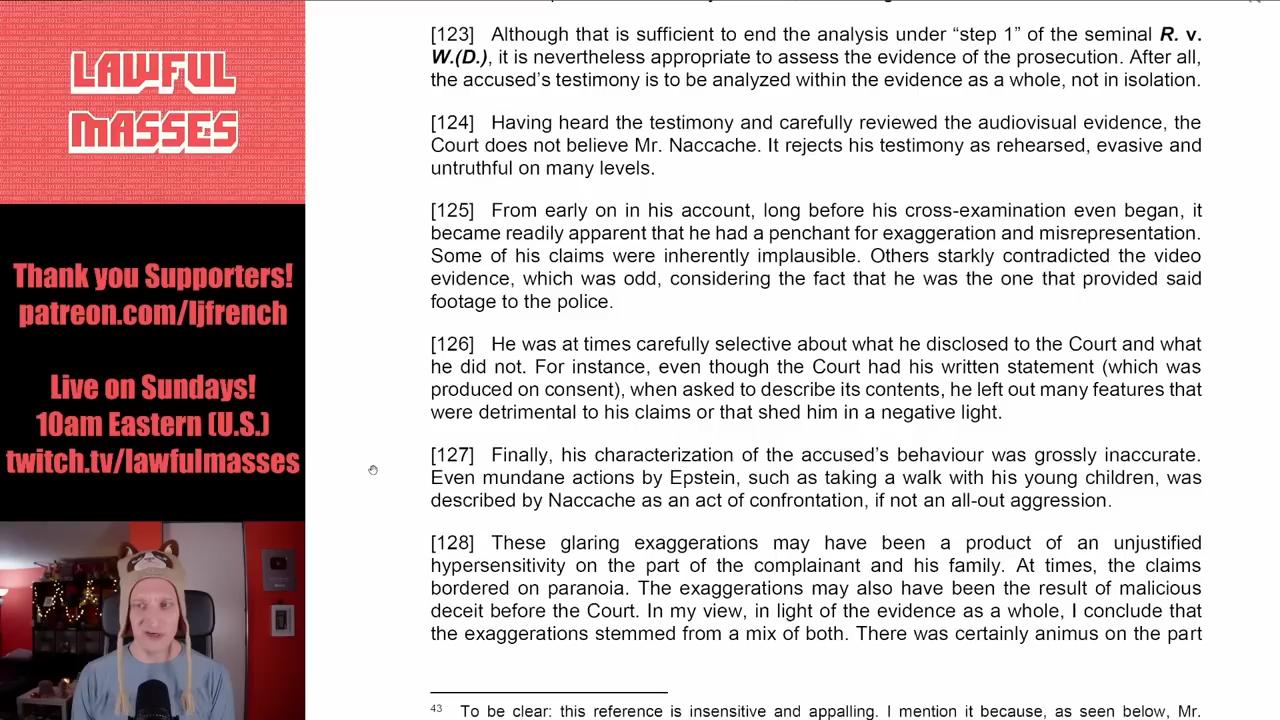 LAWFUL
MASSES
Thank you Supporters!
patreon.com/ljfrench
Live on Sundays!
10am Eastern (U.S.)
twitch.tv/lawfulmasses
[123] Although that is sufficient to end the analysis under “step 1” of the seminal R. v.
W.(D.), it is nevertheless appropriate to assess the evidence of the prosecution. After all,
the accused’s testimony is to be analyzed within the evidence as a whole, not in isolation.
[124] Having heard the testimony and carefully reviewed the audiovisual evidence, the
Court does not believe Mr. Naccache. It rejects his testimony as rehearsed, evasive and
untruthful on many levels.
[125] From early on in his account, long before his cross-examination even began, it
became readily apparent that he had a penchant for exaggeration and misrepresentation.
Some of his claims were inherently implausible. Others starkly contradicted the video
evidence, which was odd, considering the fact that he was the one that provided said
footage to the police.
[126] He was at times carefully selective about what he disclosed to the Court and what
he did not. For instance, even though the Court had his written statement (which was
produced on consent), when asked to describe its contents, he left out many features that
were detrimental to his claims or that shed him in a negative light.
[127] Finally, his characterization of the accused’s behaviour was grossly inaccurate.
Even mundane actions by Epstein, such as taking a walk with his young children, was
described by Naccache as an act of confrontation, if not an all-out aggression.
[128] These glaring exaggerations may have been a product of an unjustified
hypersensitivity on the part of the complainant and his family. At times, the claims
bordered on paranoia. The exaggerations may also have been the result of malicious
deceit before the Court. In my view, in light of the evidence as a whole, I conclude that
the exaggerations stemmed from a mix of both. There was certainly animus on the part
43 To be clear: this reference is insensitive and appalling. I mention it because, as seen below, Mr.